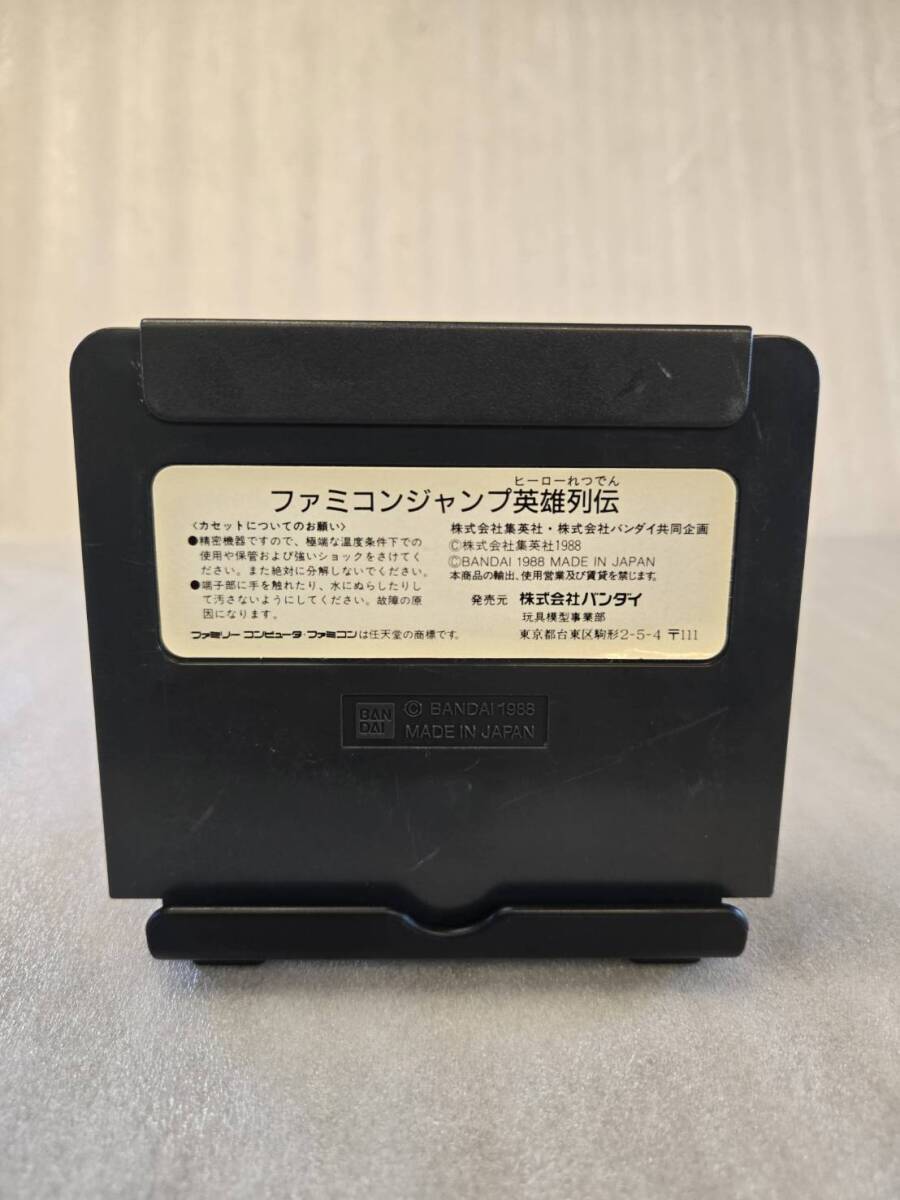 ヒーローれつでん
ファミコンジャンプ英雄列伝
〈カセットについてのお願い〉
●精密機器ですので、極端な温度条件下での
使用や保管および強いショックをさけてく
ださい。また絶対に分解しないでください。
●端子部に手を触れたり、水にぬらしたりし
て汚さないようにしてください。故障の原
因になります。
ファミリーコンピュータ・ファミコンは任天堂の商標です。
株式会社集英社・株式会社バンダイ共同企画
©株式会社集英社1988
©BANDAI 1988 MADE IN JAPAN
本商品の輸出、使用営業及び賃貸を禁じます。
発売元 株式会社バンダイ
玩具模型事業部
東京都台東区駒形2-5-4 〒111
BAN
DAI
© BANDAI 1988
MADE IN JAPAN